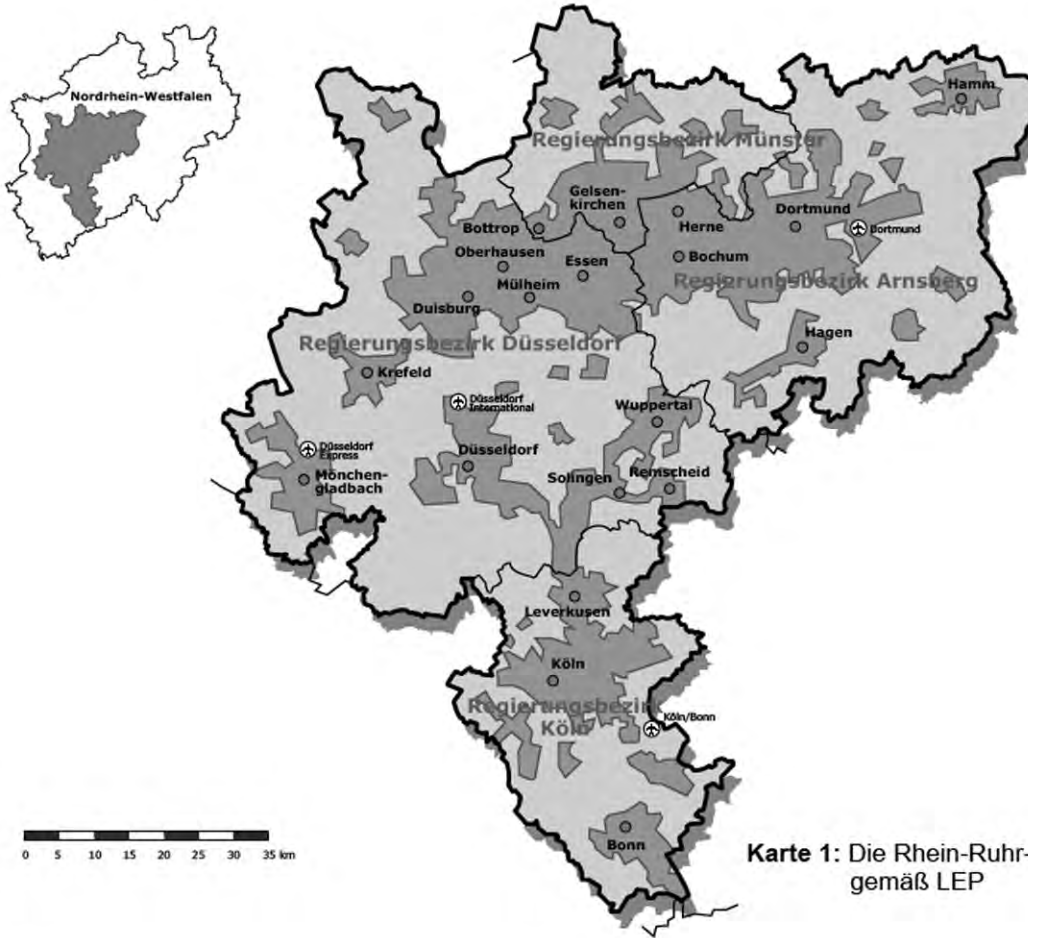 Nordrhein-Westfalen
Hamm
Regierungsbezirk Münster
Gelsen-
kirchen
Bottrop
Herne
Dortmund
Dortmund
Oberhausen
Essen
Bochum
Mülheim
Regierungsbezirk Arnsberg
Duisburg
Regierungsbezirk Düsseldorf
Hagen
Krefeld
Düsseldorf
International
Wuppertal
Düsseldorf
Express
Düsseldorf
Mönchen-
gladbach
Solingen
Remscheid
Leverkusen
Köln
Regierungsbezirk
Köln
Köln/Bonn
Bonn
0 5 10 15 20 25 30 35 km
Karte 1: Die Rhein-Ruhr-
gemäß LEP